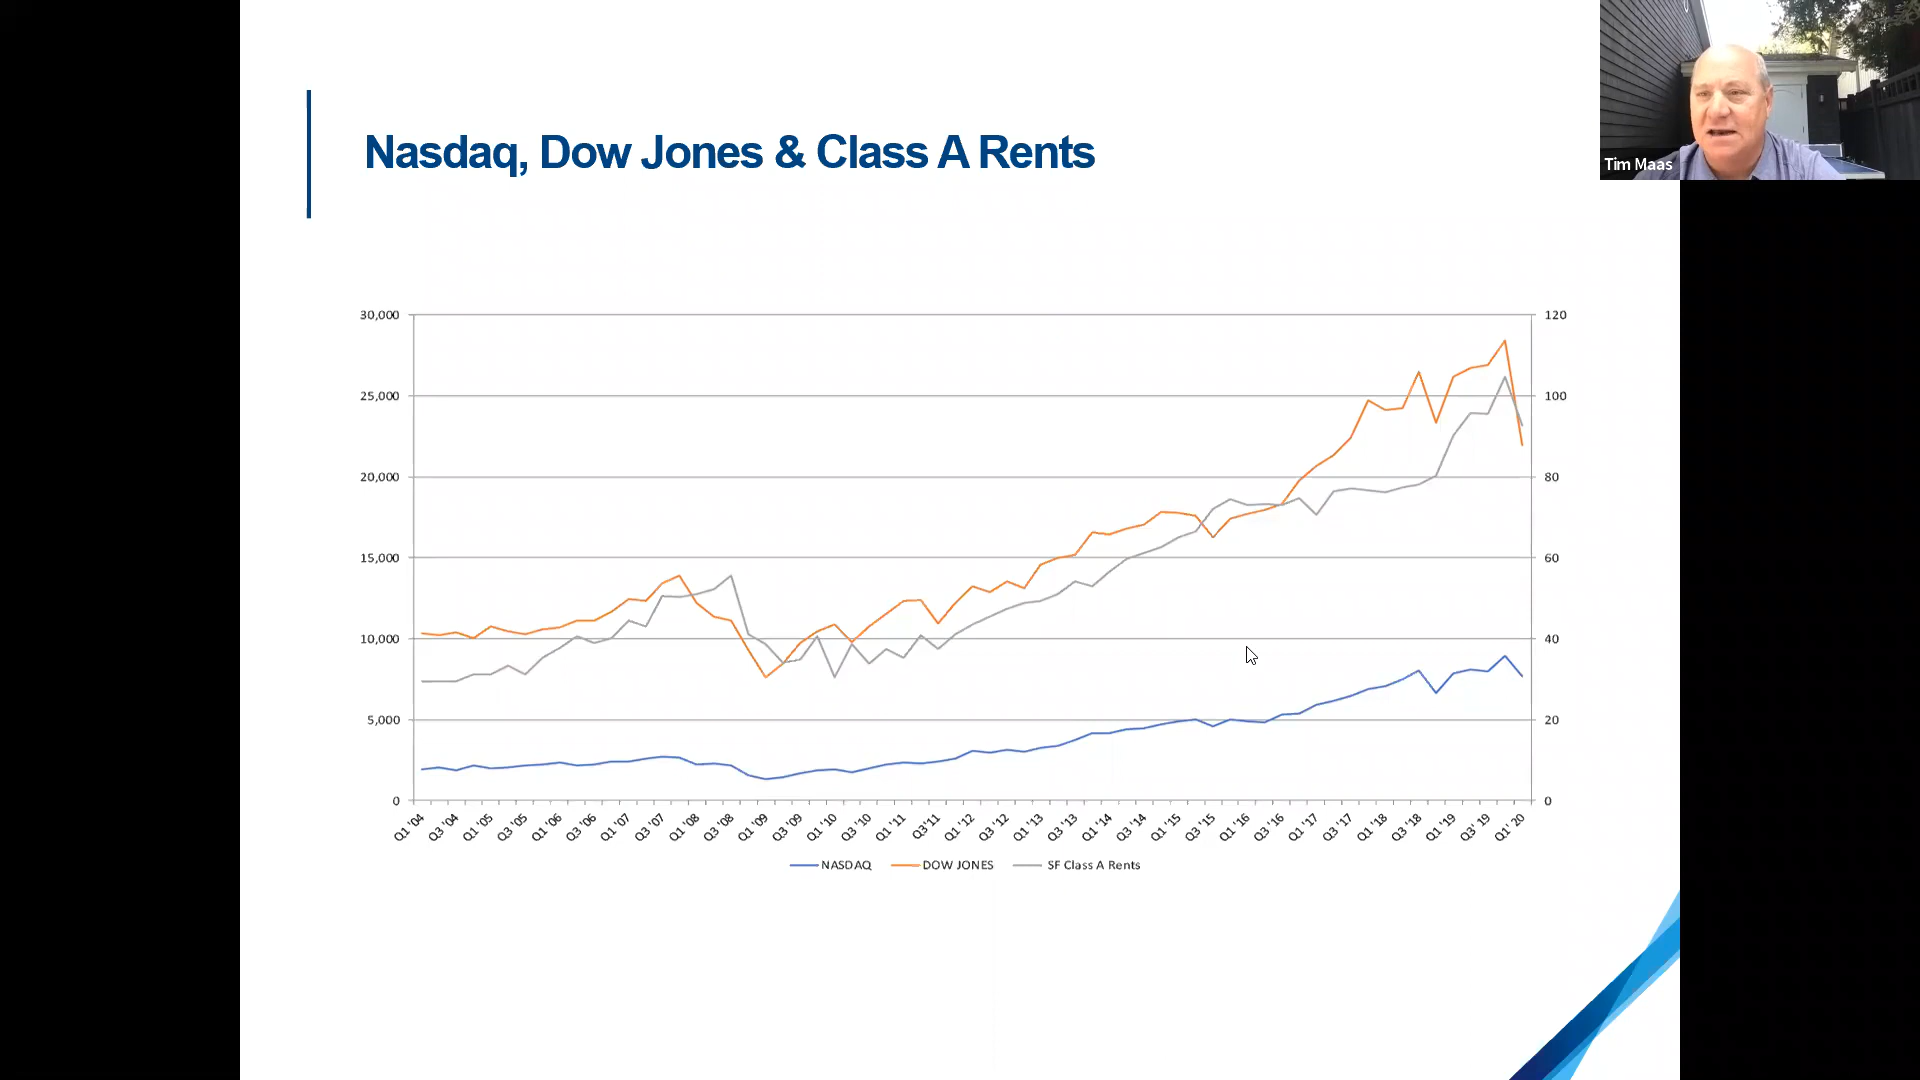 Nasdaq, Dow Jones & Class A Rents
Tim Maas
30,000
25,000
20,000
15,000
10,000
5,000
0
120
100
80
60
40
20
0
Q1 '04
Q3 '04
Q1 '05
Q3 '05
Q1 '06
Q3 '06
Q1 '07
Q3 '07
Q1 '08
Q3 '08
Q1 '09
Q3 '09
Q1 '10
Q3 '10
Q1 '11
Q3 '11
Q1 '12
Q3 '12
Q1 '13
Q3 '13
Q1 '14
Q3 '14
Q1 '15
Q3 '15
Q1 '16
Q3 '16
Q1 '17
Q3 '17
Q1 '18
Q3 '18
Q1 '19
Q3' 19
Q1 '20
NASDAQ DOW JONES SF Class A Rents